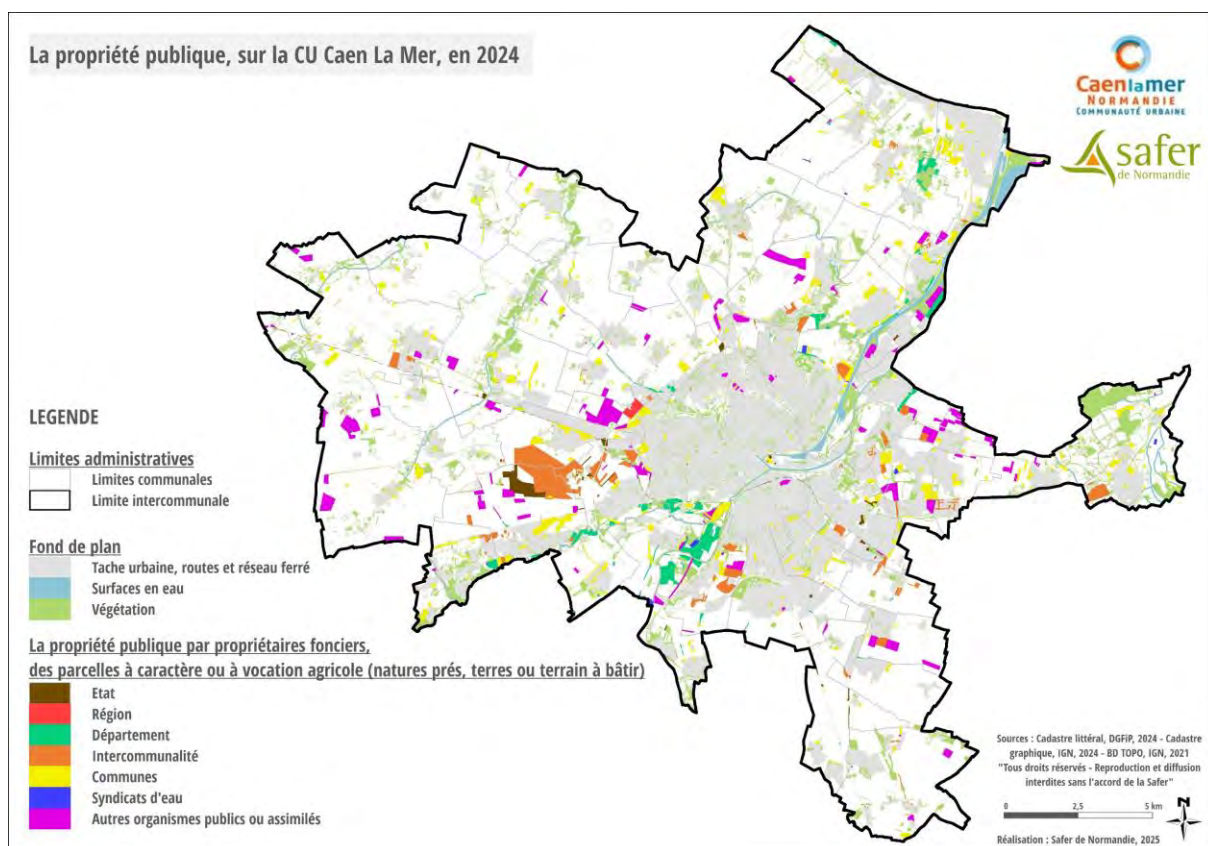 La propriété publique, sur la CU Caen La Mer, en 2024
Caenlamer
NORMANDIE
COMMUNAUTÉ URBAINE
safer
de Normandie
LEGENDE
Limites administratives
Limites communales
Limite intercommunale
Fond de plan
Tache urbaine, routes et réseau ferré
Surfaces en eau
Végétation
La propriété publique par propriétaires fonciers,
des parcelles à caractère ou à vocation agricole (natures prés, terres ou terrain à bâtir)
Etat
Région
Département
Intercommunalité
Communes
Syndicats d'eau
Autres organismes publics ou assimilés
Sources : Cadastre littéral, DGFiP, 2024 - Cadastre
graphique, IGN, 2024 - BD TOPO, IGN, 2021
"Tous droits réservés - Reproduction et diffusion
interdites sans l'accord de la Safer"
0 2,5 5 km
N
Réalisation : Safer de Normandie, 2025